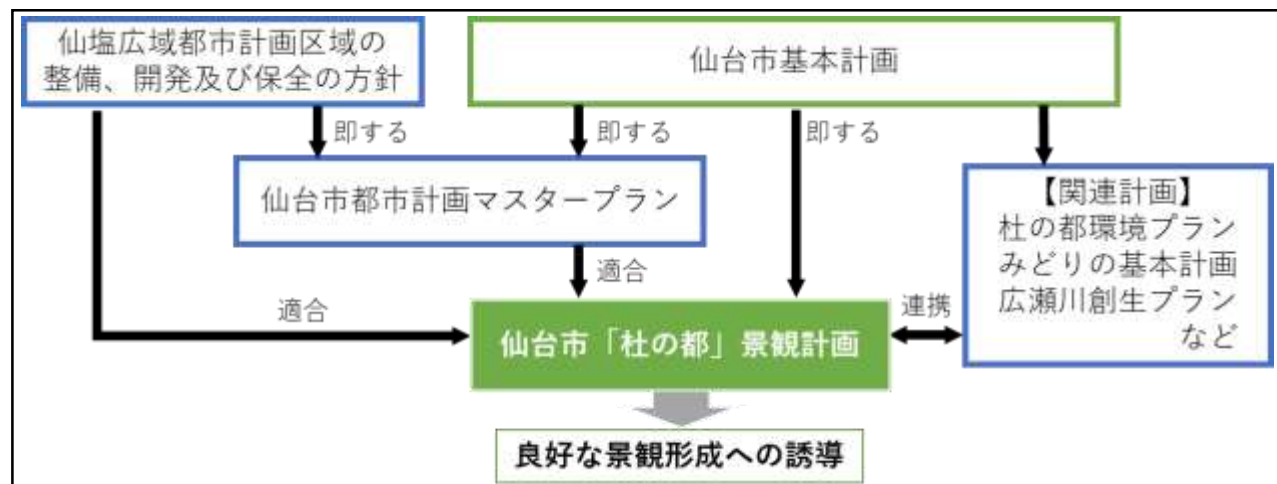 仙塩広域都市計画区域の
整備、開発及び保全の方針
仙台市基本計画
即する
即する
即する
仙台市都市計画マスタープラン
【関連計画】
杜の都環境プラン
みどりの基本計画
広瀬川創生プラン
など
適合
適合
連携
仙台市「杜の都」景観計画
良好な景観形成への誘導